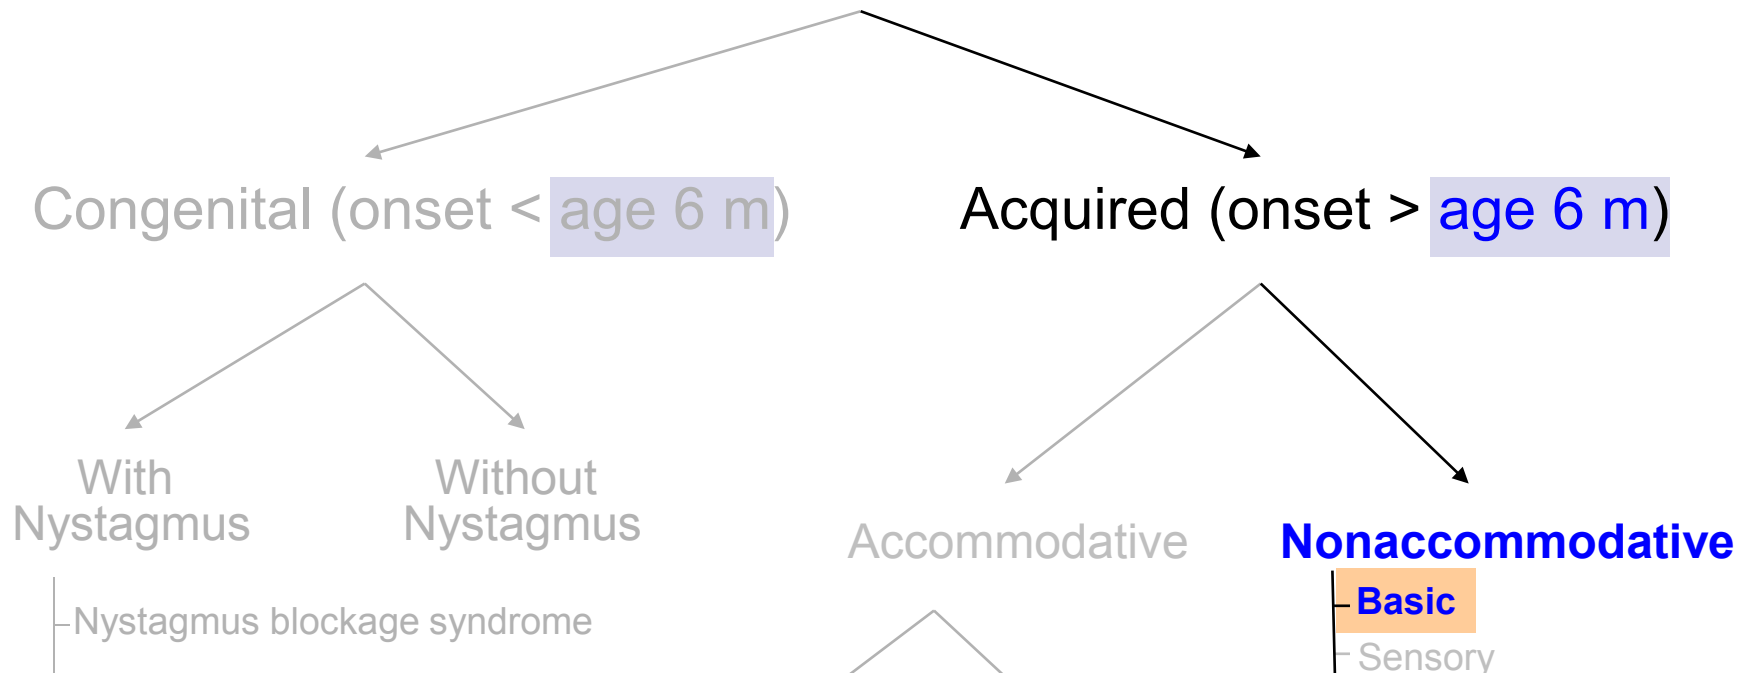 Congenital (onset < age 6 m)
Acquired (onset > age 6 m)
With
Nystagmus
Without
Nystagmus
Accommodative
Nonaccommodative
Basic
Nystagmus blockage syndrome
Sensory